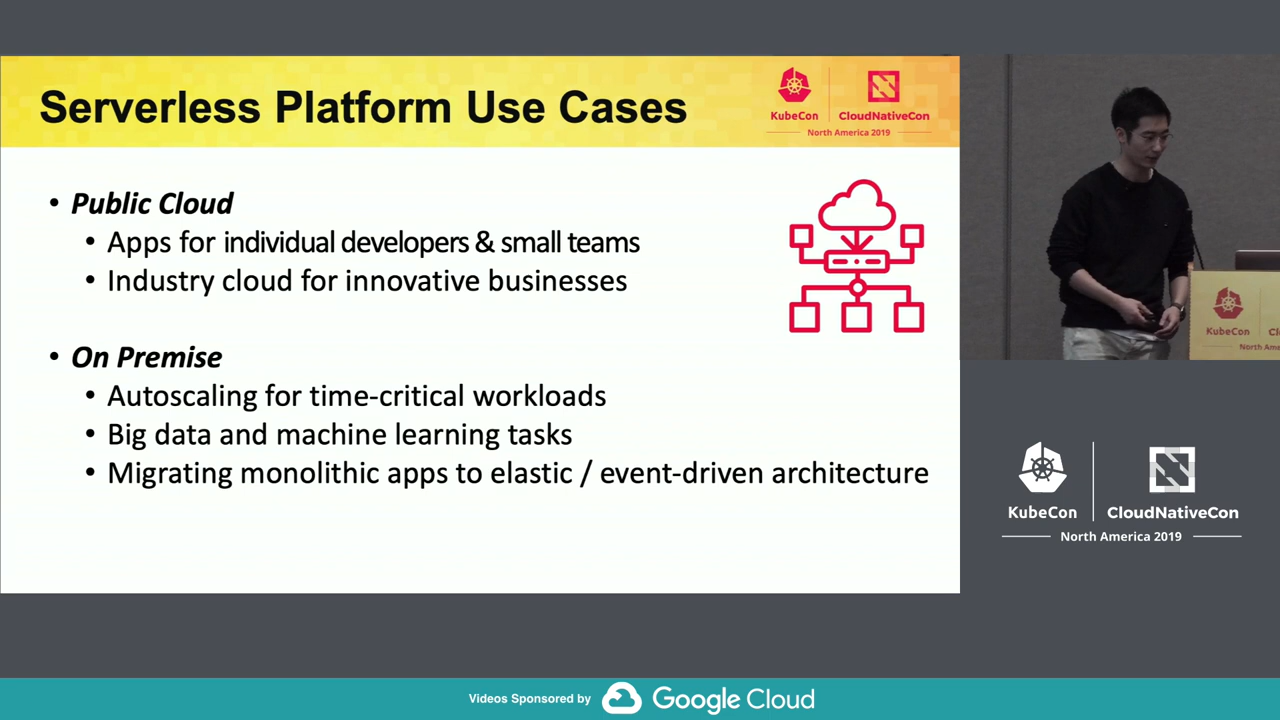 Serverless Platform Use Cases
KubeCon
CloudNativeCon
North America 2019
• Public Cloud
• Apps for individual developers & small teams
• Industry cloud for innovative businesses
• On Premise
• Autoscaling for time-critical workloads
• Big data and machine learning tasks
• Migrating monolithic apps to elastic / event-driven architecture
KubeCon
North
KubeCon
CloudNativeCon
North America 2019
Videos Sponsored by
Google Cloud